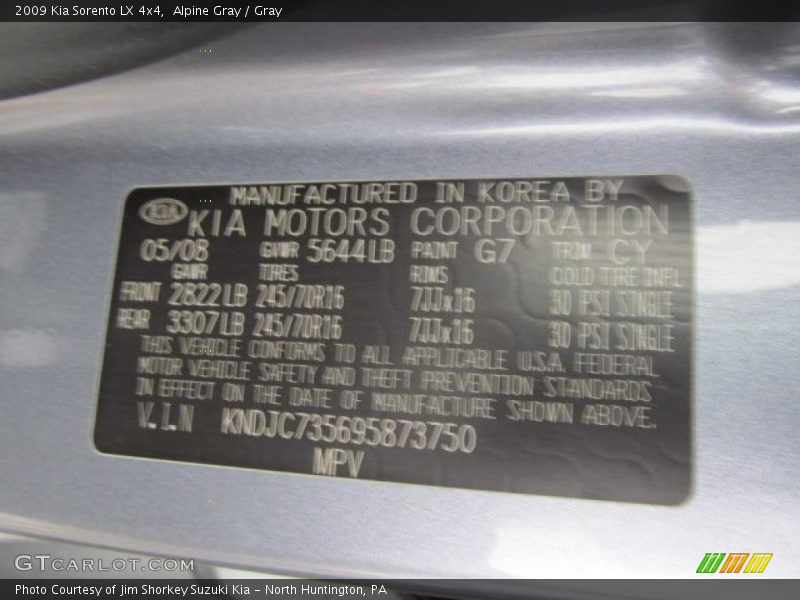 2009 Kia Sorento LX 4x4,  Alpine Gray / Gray
MANUFACTURED IN KOREA BY
KIA KIA MOTORS CORPORATION
05/08 GVWR 5644LB PAINT G7 TRIM CY
GAWR TIRES RIMS COLD TIRE INFL
FRONT 2822LB 245/70R16 7JJx16 30 PSI SINGLE
REAR 3307LB 245/70R16 7JJx16 30 PSI SINGLE
THIS VEHICLE CONFORMS TO ALL APPLICABLE U.S.A. FEDERAL
MOTOR VEHICLE SAFETY AND THEFT PREVENTION STANDARDS
IN EFFECT ON THE DATE OF MANUFACTURE SHOWN ABOVE.
V.I.N KNDJC735695873750
MPV
GTCARLOT.COM
Photo Courtesy of Jim Shorkey Suzuki Kia - North Huntington, PA